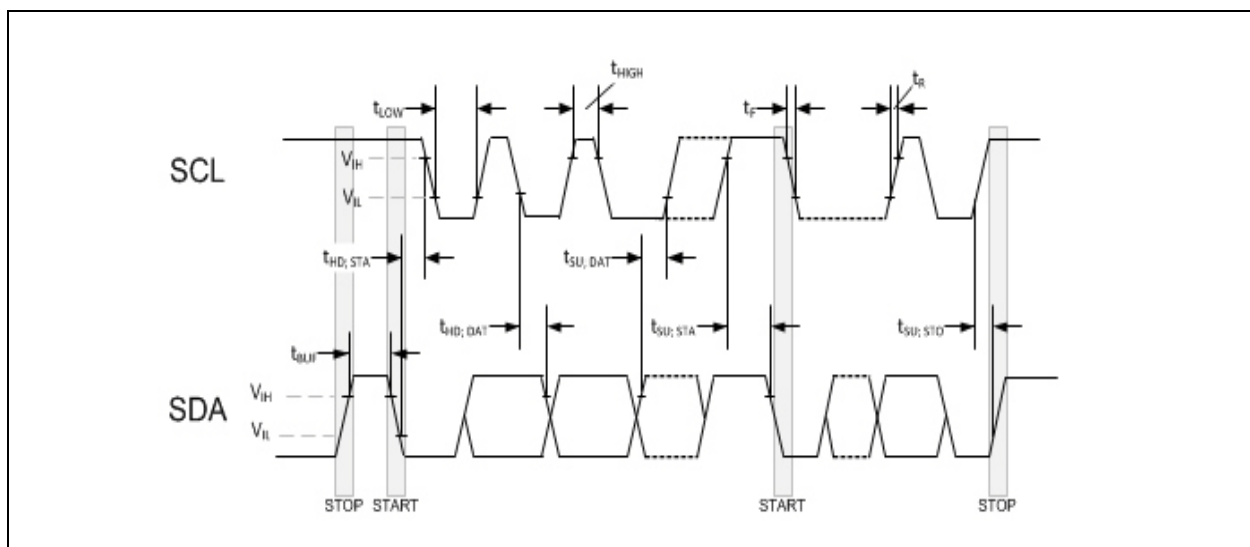 tHIGH
tR
tLOW
tF
SCL
VIH
VIL
tHD; STA
tSU, DAT
tHD; DAT
tSU; STA
tSU; STO
tBUF
VIH
SDA
VIL
STOP START START STOP